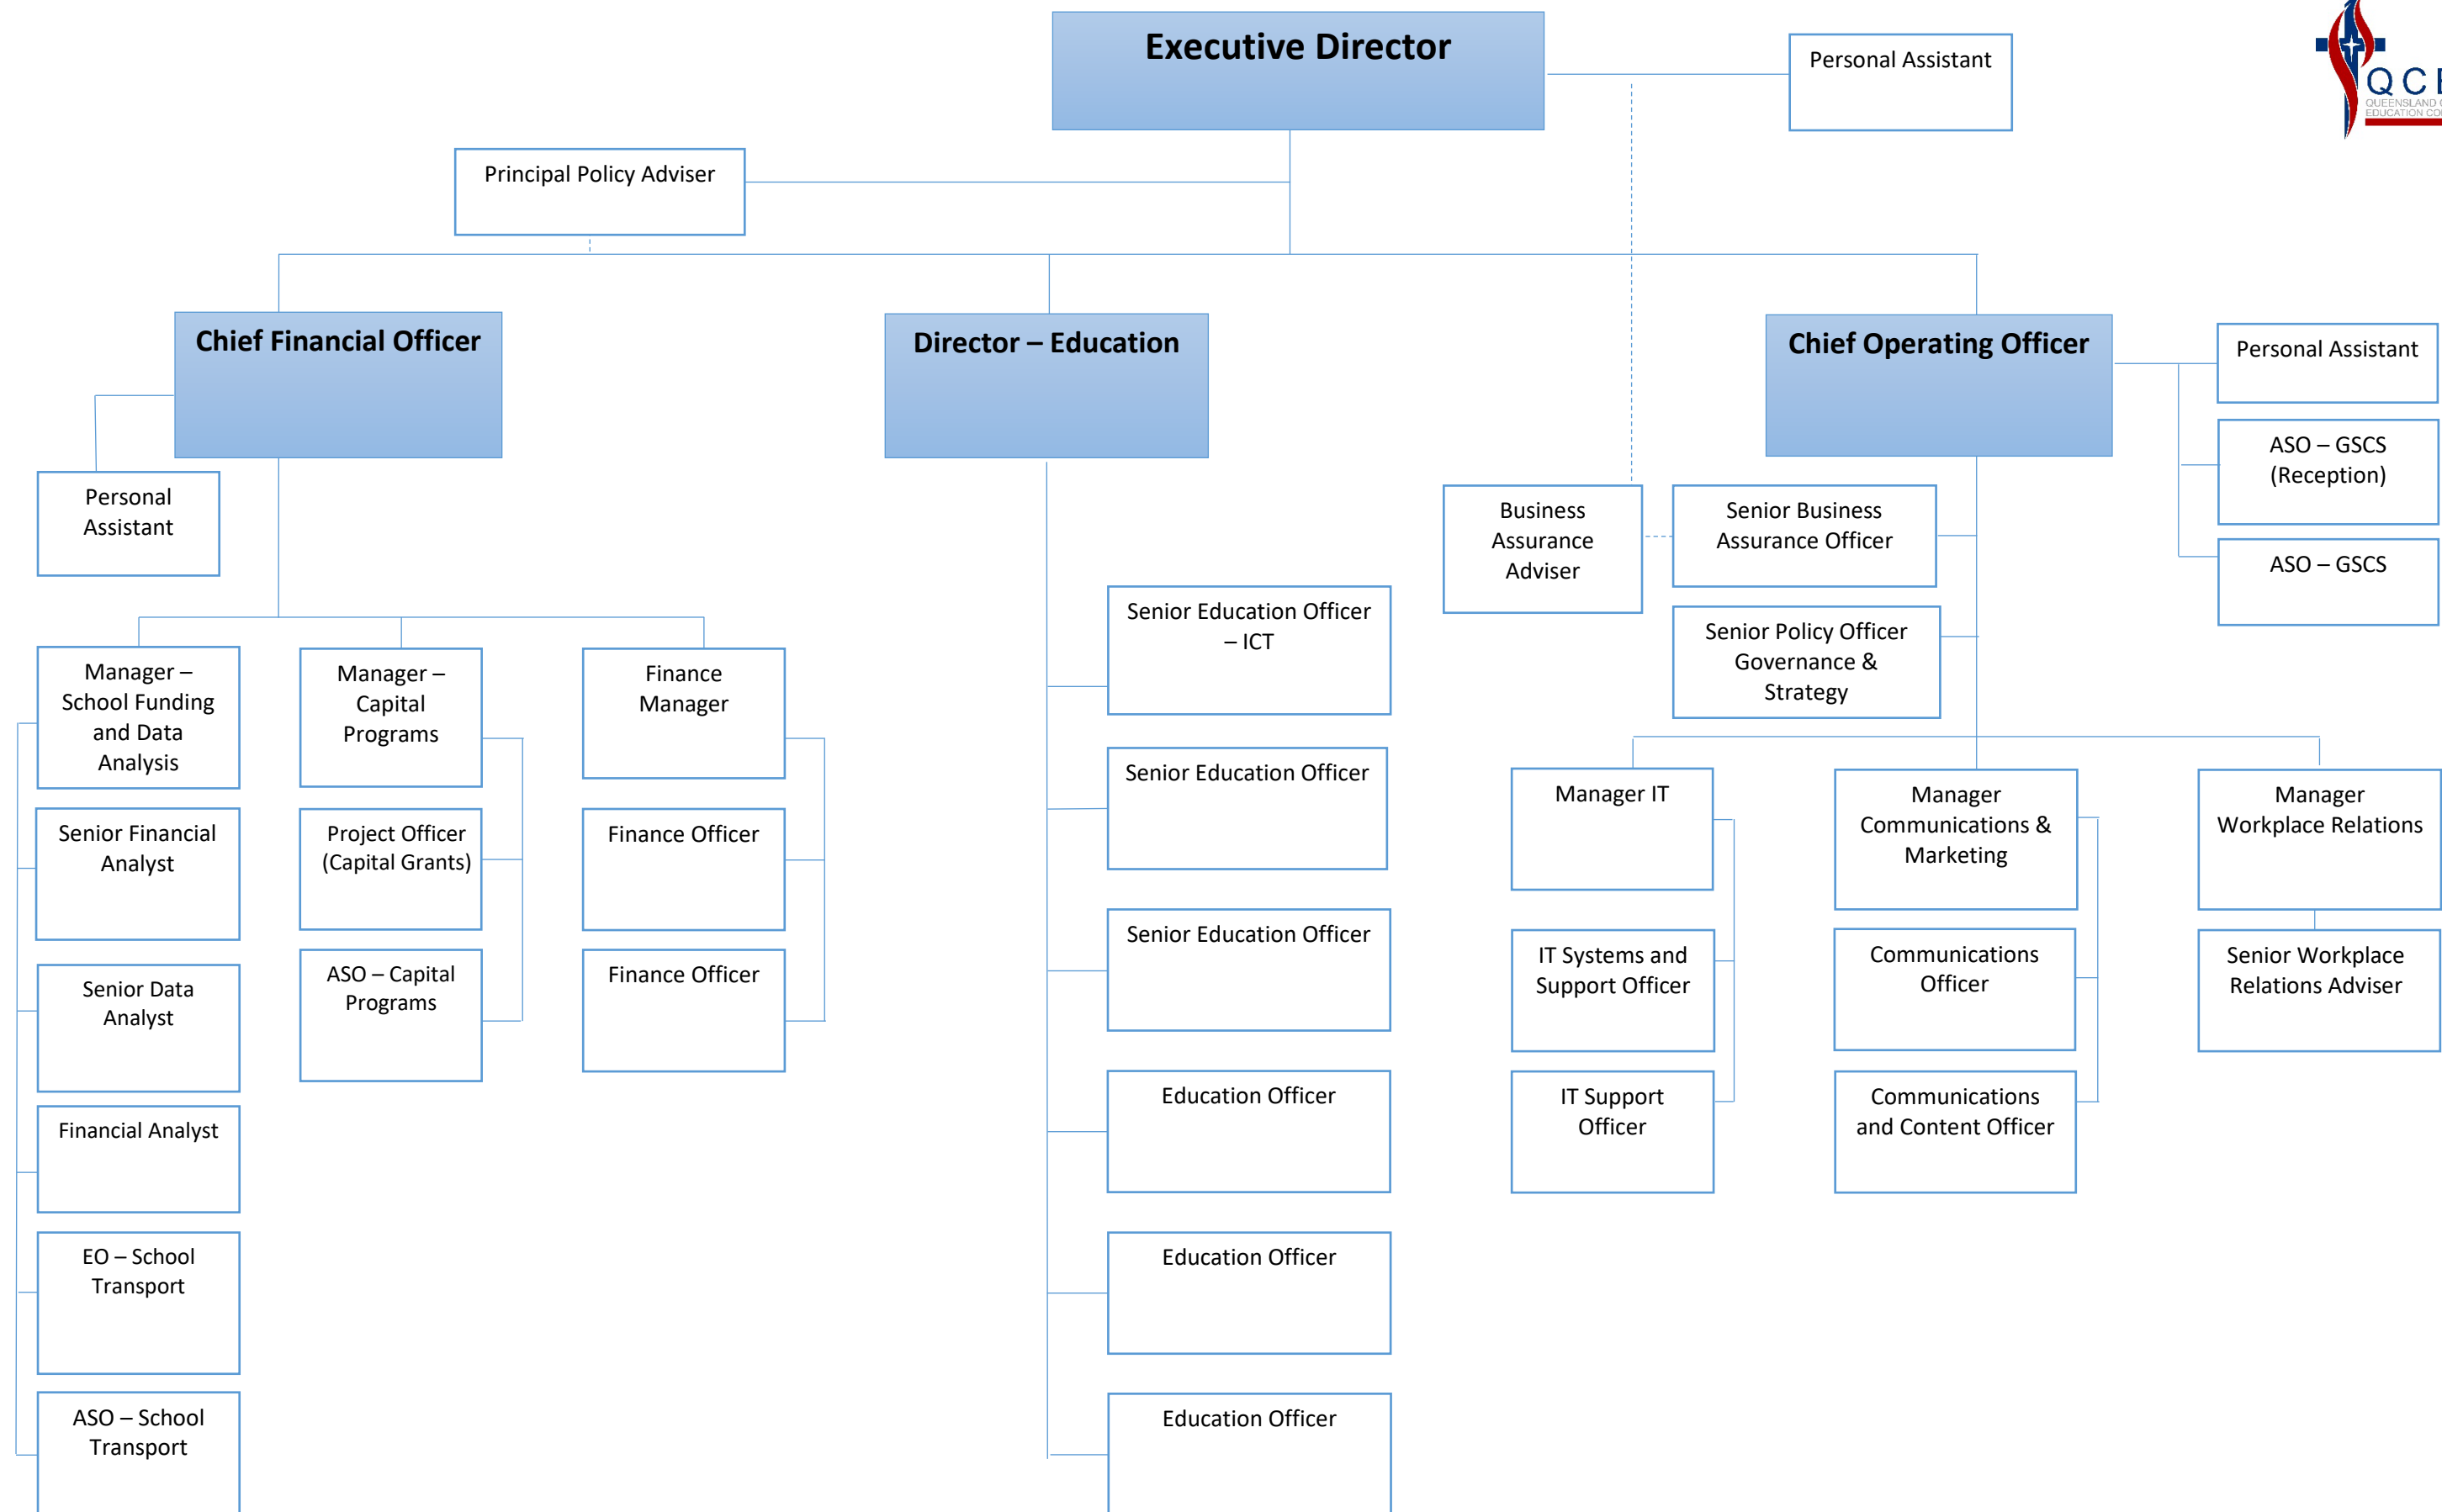 Executive Director
Personal Assistant
QUEENSLAND
Principal Policy Adviser
Chief Financial Officer
Director – Education
Chief Operating Officer
Personal Assistant
ASO – GSCS
(Reception)
ASO – GSCS
Personal
Assistant
Business
Assurance
Adviser
Senior Business
Assurance Officer
Senior Policy Officer
Governance &
Strategy
Manager –
School Funding
and Data
Analysis
Senior Financial
Analyst
Senior Data
Analyst
Financial Analyst
EO – School
Transport
ASO – School
Transport
Manager –
Capital
Programs
Project Officer
(Capital Grants)
ASO – Capital
Programs
Finance
Manager
Finance Officer
Finance Officer
Senior Education Officer
– ICT
Senior Education Officer
Senior Education Officer
Education Officer
Education Officer
Education Officer
Manager IT
IT Systems and
Support Officer
IT Support
Officer
Manager
Communications &
Marketing
Communications
Officer
Communications
and Content Officer
Manager
Workplace Relations
Senior Workplace
Relations Adviser